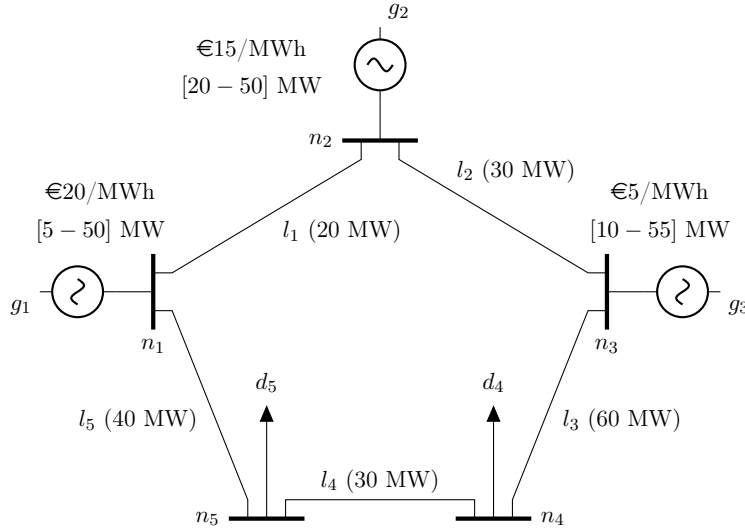 g₂
€15/MWh
[20 − 50] MW
n₂
l₂ (30 MW)
€20/MWh
[5 − 50] MW
€5/MWh
[10 − 55] MW
l₁ (20 MW)
g₁
g₃
n₁
n₃
d₅
d₄
l₅ (40 MW)
l₃ (60 MW)
l₄ (30 MW)
n₅
n₄